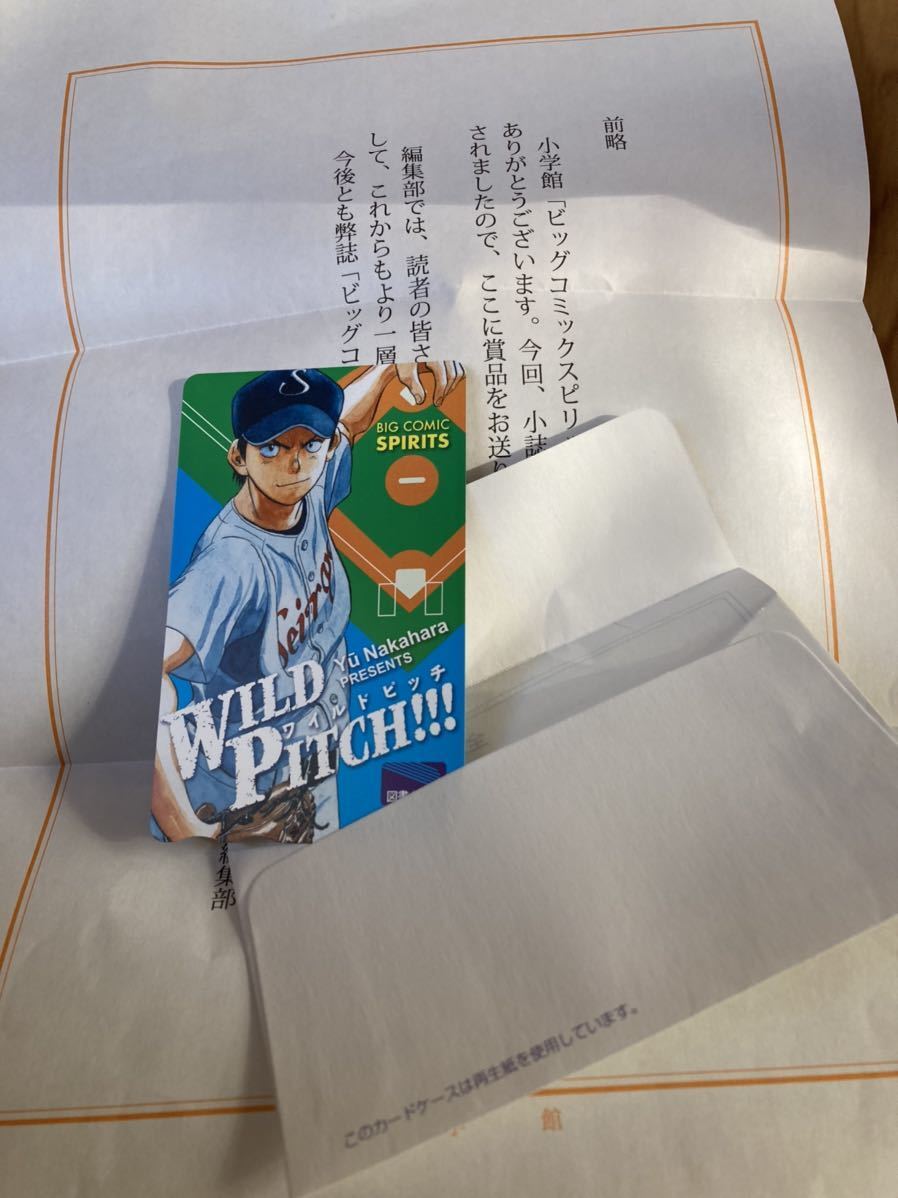 前略
小学館「ビッグコミックスピリ
ありがとうございます。今回、小誌
されましたので、ここに賞品をお送り
編集部では、読者の皆さ
して、これからもより一層
今後とも弊誌「ビッグコ
編集部
S
BIG COMIC
SPIRITS
Seiro
Yū Nakahara
PRESENTS
WILD
ワイルドピッチ
PITCH!!!
図書
このカードケースは再生紙を使用しています。
館